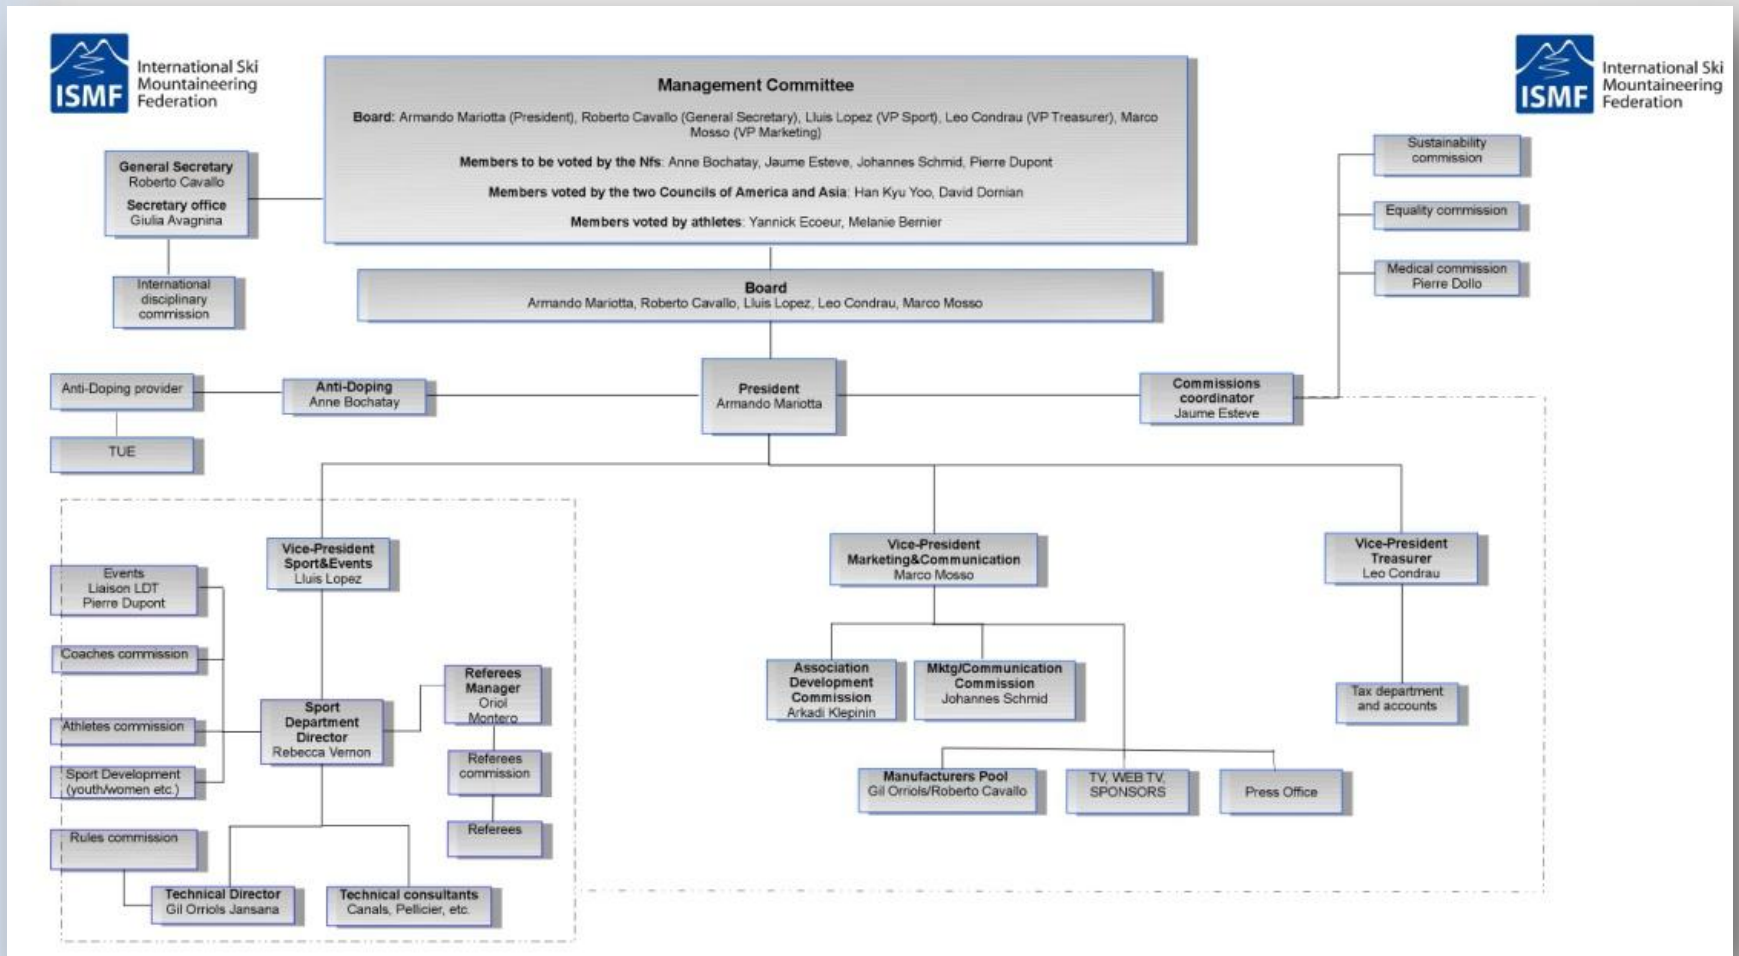 ISMF
International Ski
Mountaineering
Federation
ISMF
International Ski
Mountaineering
Federation
Management Committee
Board: Armando Mariotta (President), Roberto Cavallo (General Secretary), Lluis Lopez (VP Sport), Leo Condrau (VP Treasurer), Marco
Mosso (VP Marketing)
Members to be voted by the Nfs: Anne Bochatay, Jaume Esteve, Johannes Schmid, Pierre Dupont
Members voted by the two Councils of America and Asia: Han Kyu Yoo, David Dornian
Members voted by athletes: Yannick Ecoeur, Melanie Bernier
General Secretary
Roberto Cavallo
Secretary office
Giulia Avagnina
International
disciplinary
commission
Sustainability
commission
Equality commission
Medical commission
Pierre Dollo
Board
Armando Mariotta, Roberto Cavallo, Lluis Lopez, Leo Condrau, Marco Mosso
Anti-Doping provider
TUE
Anti-Doping
Anne Bochatay
President
Armando Mariotta
Commissions
coordinator
Jaume Esteve
Vice-President
Sport&Events
Lluis Lopez
Events
Liaison LDT
Pierre Dupont
Coaches commission
Athletes commission
Sport Development
(youth/women etc.)
Rules commission
Sport
Department
Director
Rebecca Vernon
Referees
Manager
Oriol
Montero
Referees
commission
Referees
Technical Director
Gil Orriols Jansana
Technical consultants
Canals, Pellicier, etc.
Vice-President
Marketing&Communication
Marco Mosso
Association
Development
Commission
Arkadi Klepinin
Mktg/Communication
Commission
Johannes Schmid
Manufacturers Pool
Gil Orriols/Roberto Cavallo
TV, WEB TV,
SPONSORS
Press Office
Vice-President
Treasurer
Leo Condrau
Tax department
and accounts